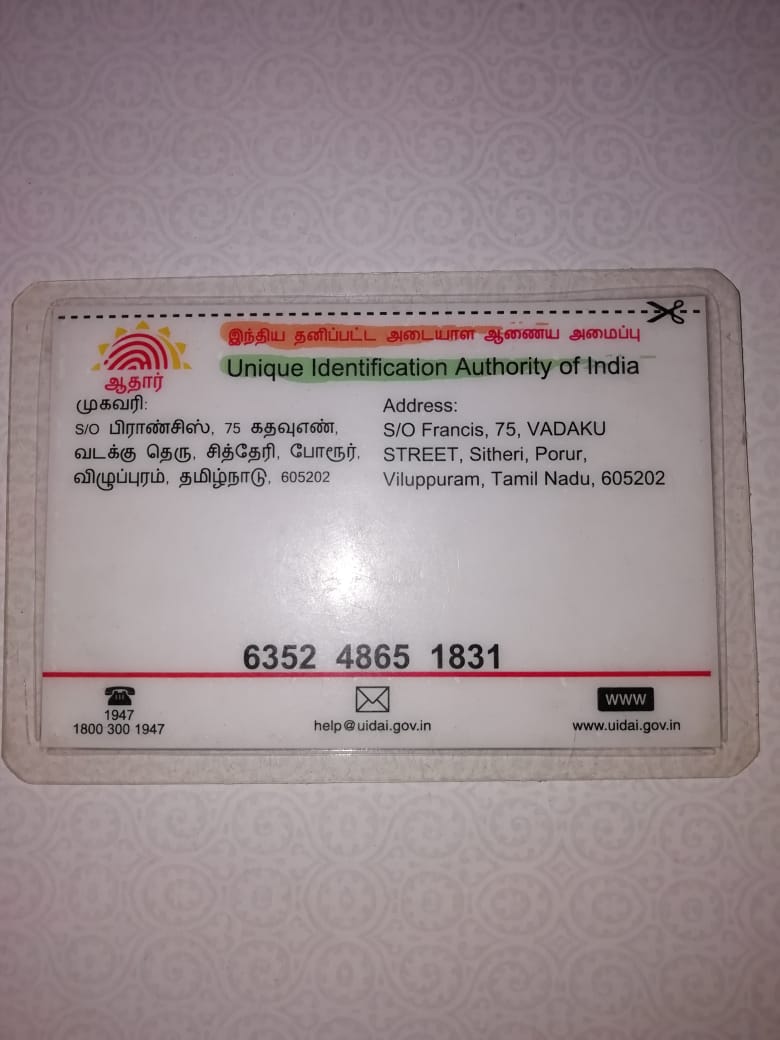 இந்திய தனிப்பட்ட அடையாள ஆணைய அமைப்பு
Unique Identification Authority of India
ஆதார்
முகவரி:
S/O பிராண்சிஸ், 75 கதவுஎண்,
வடக்கு தெரு, சித்தேரி, போரூர்,
விழுப்புரம், தமிழ்நாடு, 605202
Address:
S/O Francis, 75, VADAKU
STREET, Sitheri, Porur,
Viluppuram, Tamil Nadu, 605202
6352 4865 1831
1947
1800 300 1947
help@uidai.gov.in
WWW
www.uidai.gov.in